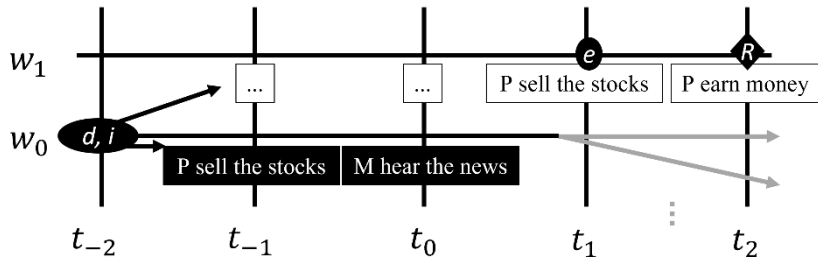 w₁ e R
... ... P sell the stocks P earn money
w₀ d, i
P sell the stocks M hear the news
t₋₂ t₋₁ t₀ t₁ t₂